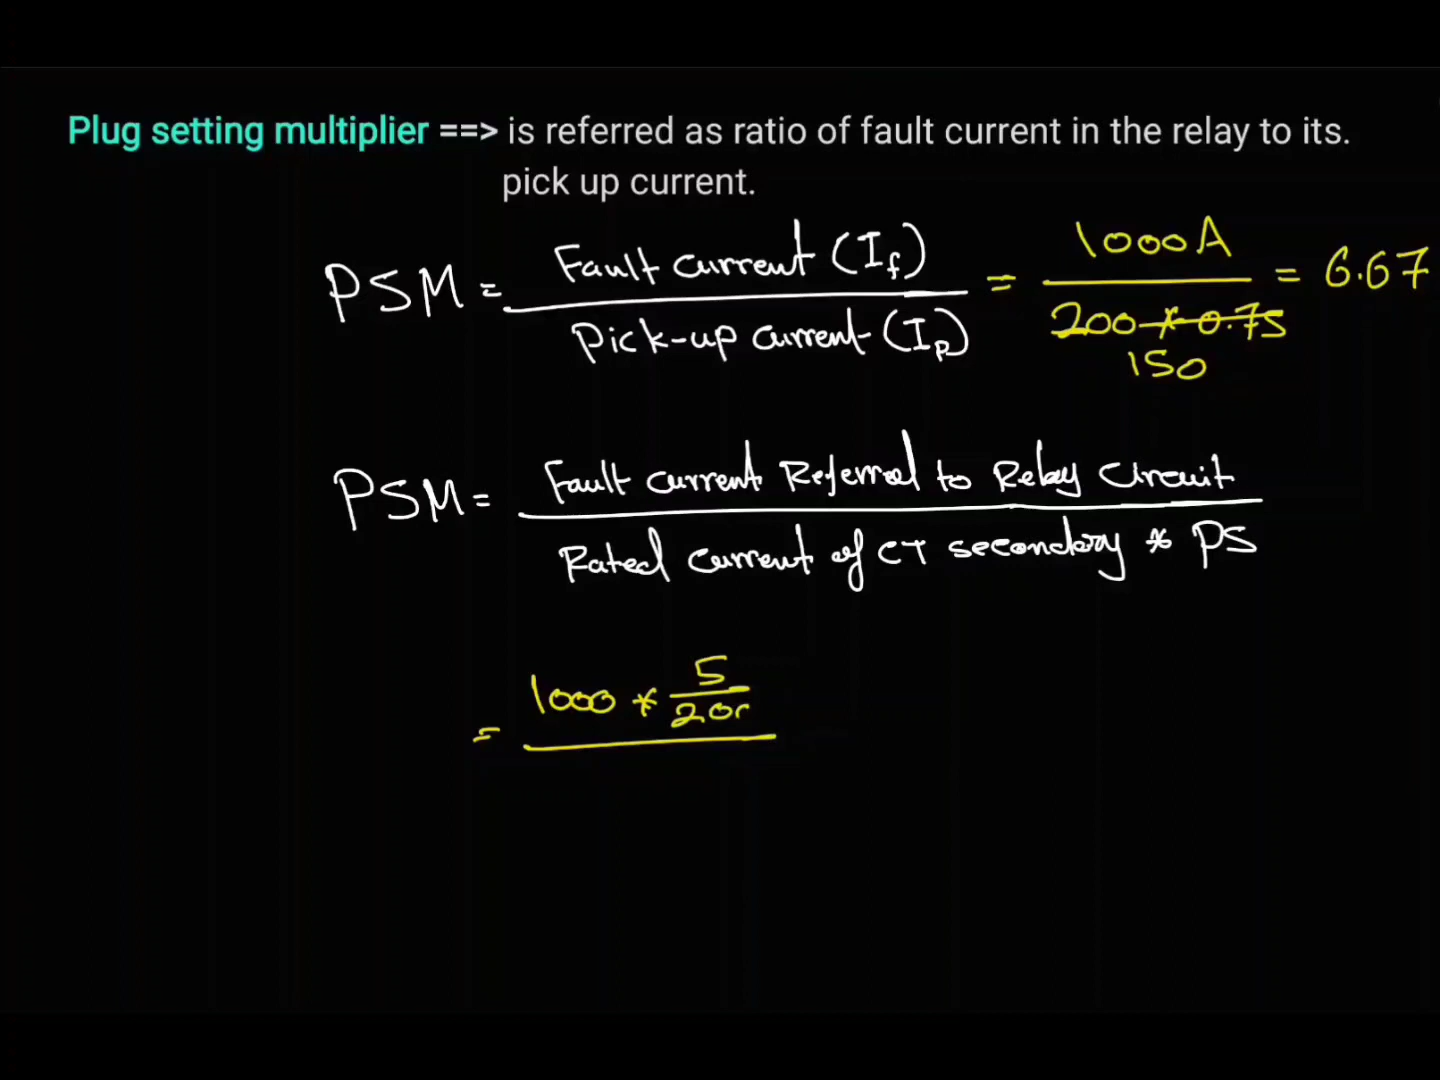 Plug setting multiplier ==> is referred as ratio of fault current in the relay to its.
pick up current.
PSM = Fault current (If) / Pick-up current (Ip) = 1000A / 200 * 0.75 = 6.67
150
PSM = Fault current Referred to Relay Circuit / Rated current of CT secondary * PS
= 1000 * 5 / 20